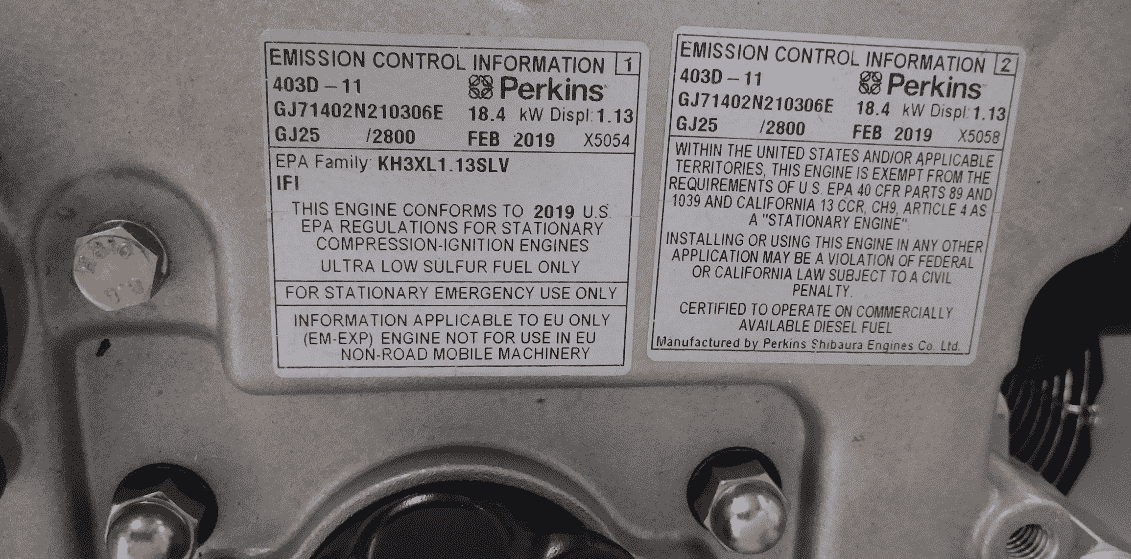 EMISSION CONTROL INFORMATION 1
403D-11 Perkins
GJ71402N210306E 18.4 kW Displ: 1.13
GJ25 /2800 FEB 2019 X5054
EPA Family: KH3XL1.13SLV
IFI
THIS ENGINE CONFORMS TO 2019 U.S.
EPA REGULATIONS FOR STATIONARY
COMPRESSION-IGNITION ENGINES
ULTRA LOW SULFUR FUEL ONLY
FOR STATIONARY EMERGENCY USE ONLY
INFORMATION APPLICABLE TO EU ONLY
(EM-EXP) ENGINE NOT FOR USE IN EU
NON-ROAD MOBILE MACHINERY
EMISSION CONTROL INFORMATION 2
403D-11 Perkins
GJ71402N210306E 18.4 kW Displ: 1.13
GJ25 /2800 FEB 2019 X5058
WITHIN THE UNITED STATES AND/OR APPLICABLE
TERRITORIES, THIS ENGINE IS EXEMPT FROM THE
REQUIREMENTS OF U.S. EPA 40 CFR PARTS 89 AND
1039 AND CALIFORNIA 13 CCR, CH9, ARTICLE 4 AS
A "STATIONARY ENGINE".
INSTALLING OR USING THIS ENGINE IN ANY OTHER
APPLICATION MAY BE A VIOLATION OF FEDERAL
OR CALIFORNIA LAW SUBJECT TO A CIVIL
PENALTY.
CERTIFIED TO OPERATE ON COMMERCIALLY
AVAILABLE DIESEL FUEL
Manufactured by Perkins Shibaura Engines Co. Ltd.